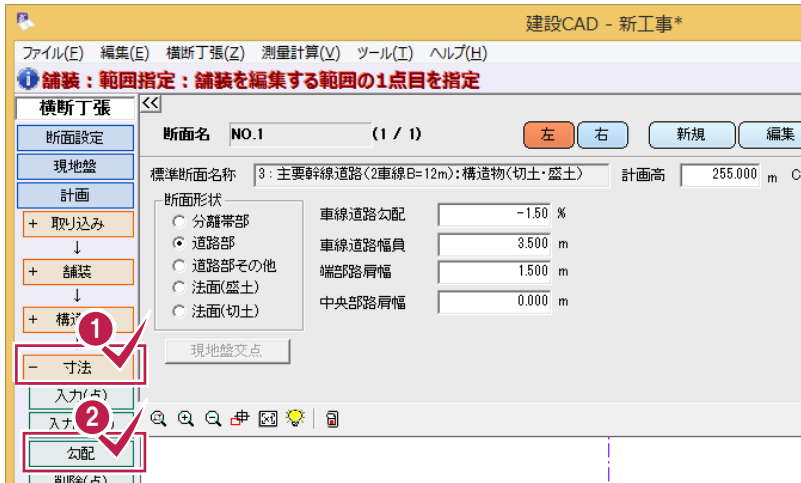 建設CAD - 新工事*
ファイル(F) 編集(E) 横断丁張(Z) 測量計算(V) ツール(T) ヘルプ(H)
舗装：範囲指定：舗装を編集する範囲の1点目を指定
横断丁張
<<
断面設定
断面名 NO.1 (1 / 1) 左 右 新規 編集
現地盤
標準断面名称 3：主要幹線道路(2車線B=12m)：構造物(切土・盛土) 計画高 255.000 m
計画
断面形状
分離帯部
道路部
道路部その他
法面(盛土)
法面(切土)
車線道路勾配 -1.50 %
車線道路幅員 3.500 m
端部路肩幅 1.500 m
中央部路肩幅 0.000 m
現地盤交点
+ 取り込み
↓
+ 舗装
↓
+ 構造
1
- 寸法
入力(点)
2
勾配
削除(点)